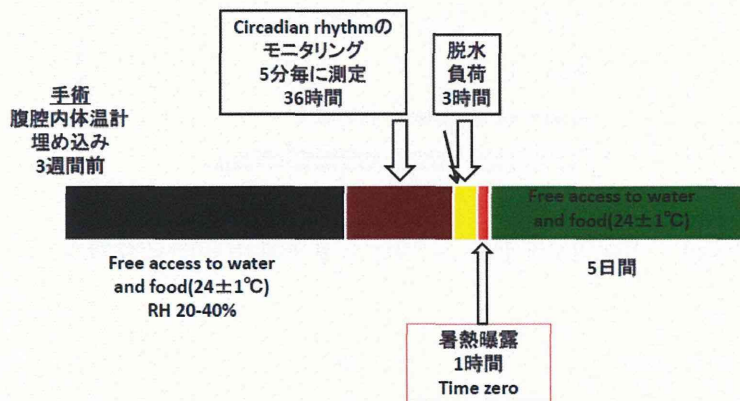 Circadian rhythmの
モニタリング
5分毎に測定
36時間
脱水
負荷
3時間
手術
腹腔内体温計
埋め込み
3週間前
Free access to water
and food(24±1℃)
Free access to water
and food(24±1℃)
RH 20-40%
5日間
暑熱曝露
1時間
Time zero